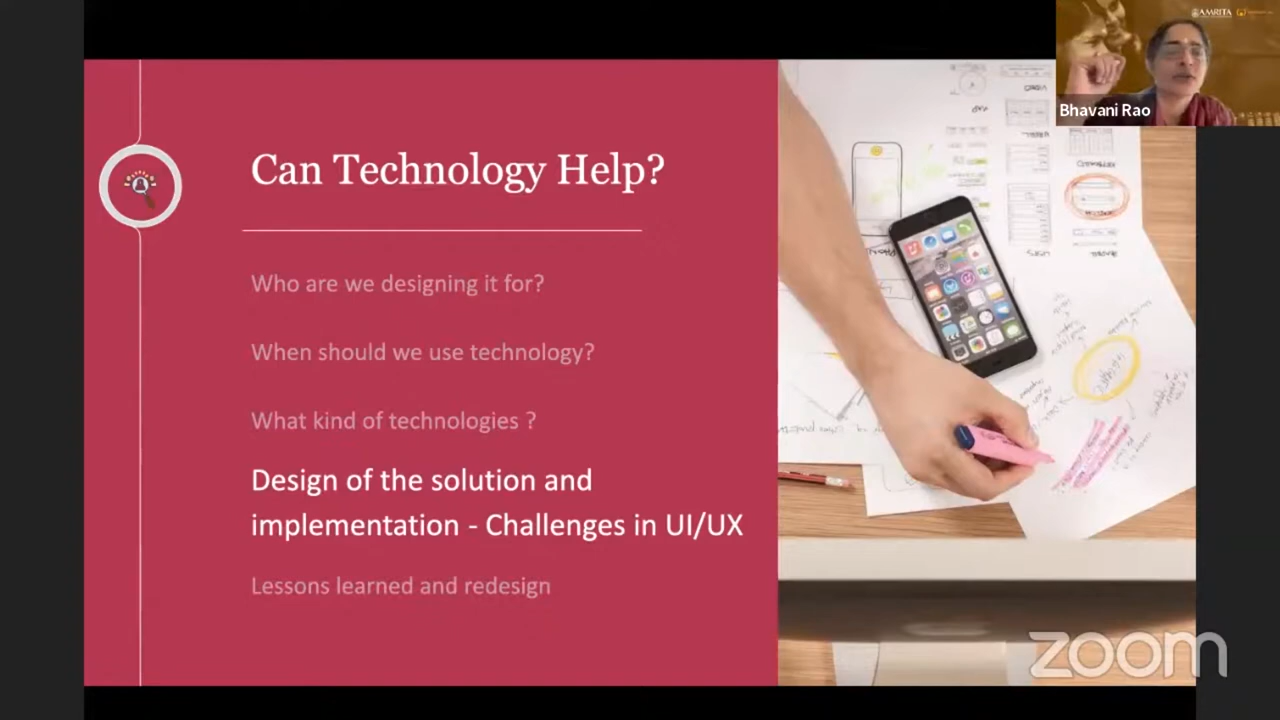 AMRITA
Bhavani Rao
Can Technology Help?
Who are we designing it for?
When should we use technology?
What kind of technologies ?
Design of the solution and
implementation - Challenges in UI/UX
Lessons learned and redesign
zoom